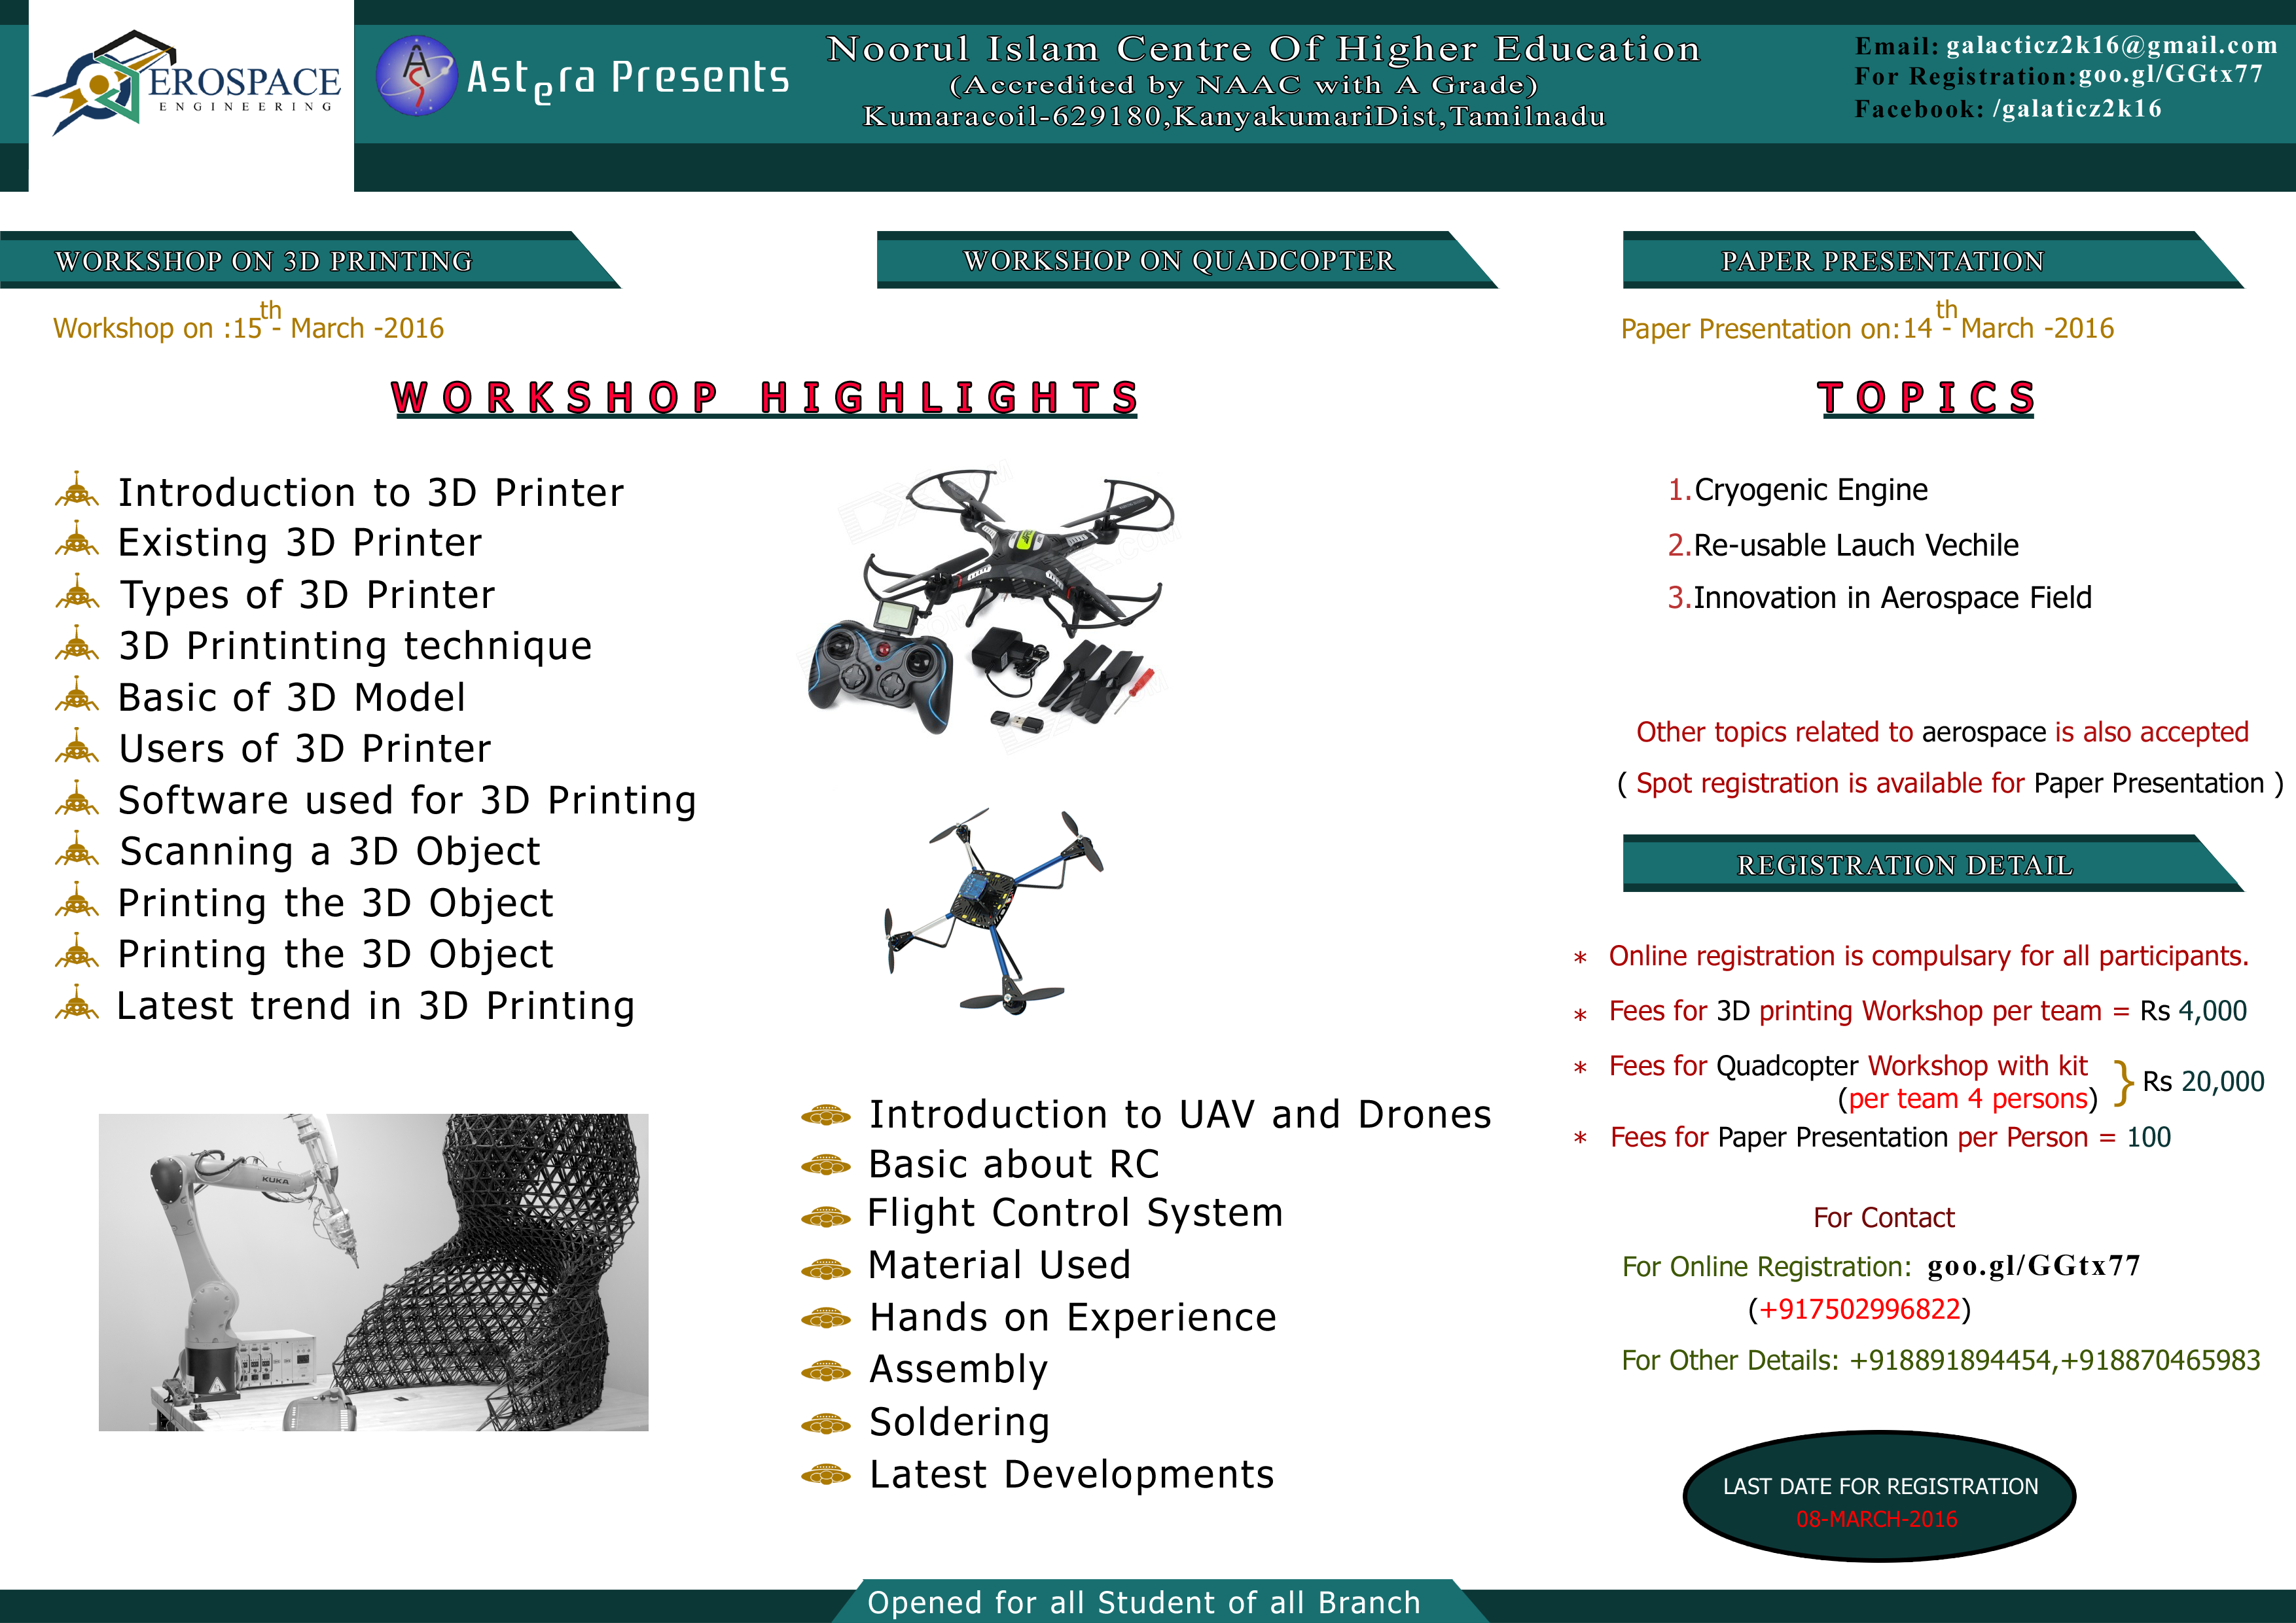 EROSPACE
ENGINEERING
Astera Presents
Noorul Islam Centre Of Higher Education
(Accredited by NAAC with A Grade)
Kumaracoil-629180,KanyakumariDist,Tamilnadu
Email: galacticz2k16@gmail.com
For Registration:goo.gl/GGtx77
Facebook: /galaticz2k16
WORKSHOP ON 3D PRINTING
Workshop on :15th- March -2016
WORKSHOP ON QUADCOPTER
WORKSHOP HIGHLIGHTS
Introduction to 3D Printer
Existing 3D Printer
Types of 3D Printer
3D Printinting technique
Basic of 3D Model
Users of 3D Printer
Software used for 3D Printing
Scanning a 3D Object
Printing the 3D Object
Printing the 3D Object
Latest trend in 3D Printing
KUKA
Introduction to UAV and Drones
Basic about RC
Flight Control System
Material Used
Hands on Experience
Assembly
Soldering
Latest Developments
PAPER PRESENTATION
Paper Presentation on:14th- March -2016
TOPICS
1.Cryogenic Engine
2.Re-usable Lauch Vechile
3.Innovation in Aerospace Field
Other topics related to aerospace is also accepted
( Spot registration is available for Paper Presentation )
REGISTRATION DETAIL
* Online registration is compulsary for all participants.
* Fees for 3D printing Workshop per team = Rs 4,000
* Fees for Quadcopter Workshop with kit
(per team 4 persons) } Rs 20,000
* Fees for Paper Presentation per Person = 100
For Contact
For Online Registration: goo.gl/GGtx77
(+917502996822)
For Other Details: +918891894454,+918870465983
LAST DATE FOR REGISTRATION
08-MARCH-2016
Opened for all Student of all Branch